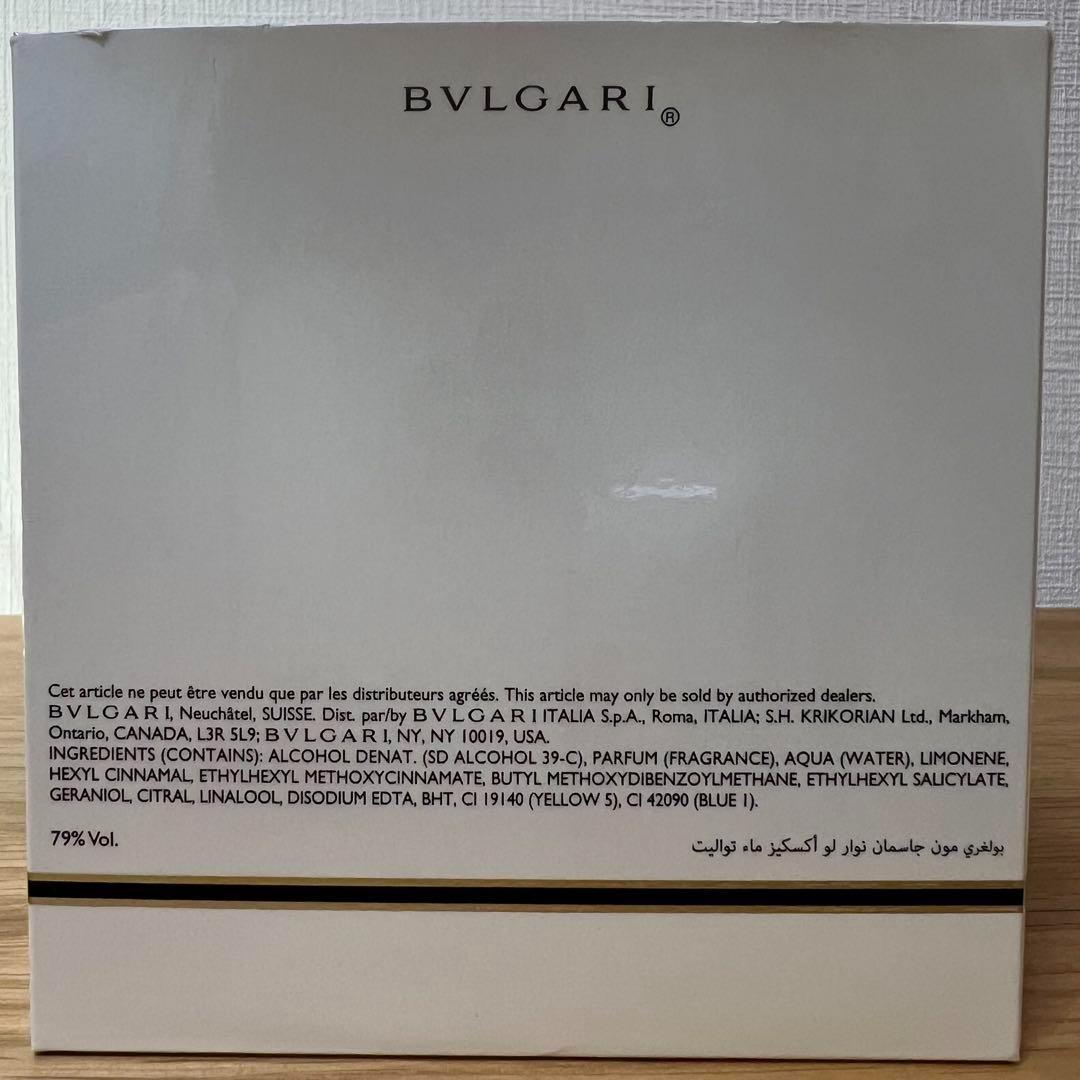 BVLGARI®
Cet article ne peut être vendu que par les distributeurs agréés. This article may only be sold by authorized dealers.
BVLGARI, Neuchâtel, SUISSE. Dist. par/by BVLGARI ITALIA S.p.A., Roma, ITALIA; S.H. KRIKORIAN Ltd., Markham,
Ontario, CANADA, L3R 5L9; BVLGARI, NY, NY 10019, USA.
INGREDIENTS (CONTAINS): ALCOHOL DENAT. (SD ALCOHOL 39-C), PARFUM (FRAGRANCE), AQUA (WATER), LIMONENE,
HEXYL CINNAMAL, ETHYLHEXYL METHOXYCINNAMATE, BUTYL METHOXYDIBENZOYLMETHANE, ETHYLHEXYL SALICYLATE,
GERANIOL, CITRAL, LINALOOL, DISODIUM EDTA, BHT, CI 19140 (YELLOW 5), CI 42090 (BLUE 1).
79% Vol.
بولغري مون جاسمان نوار لو أكسكيز ماء تواليت